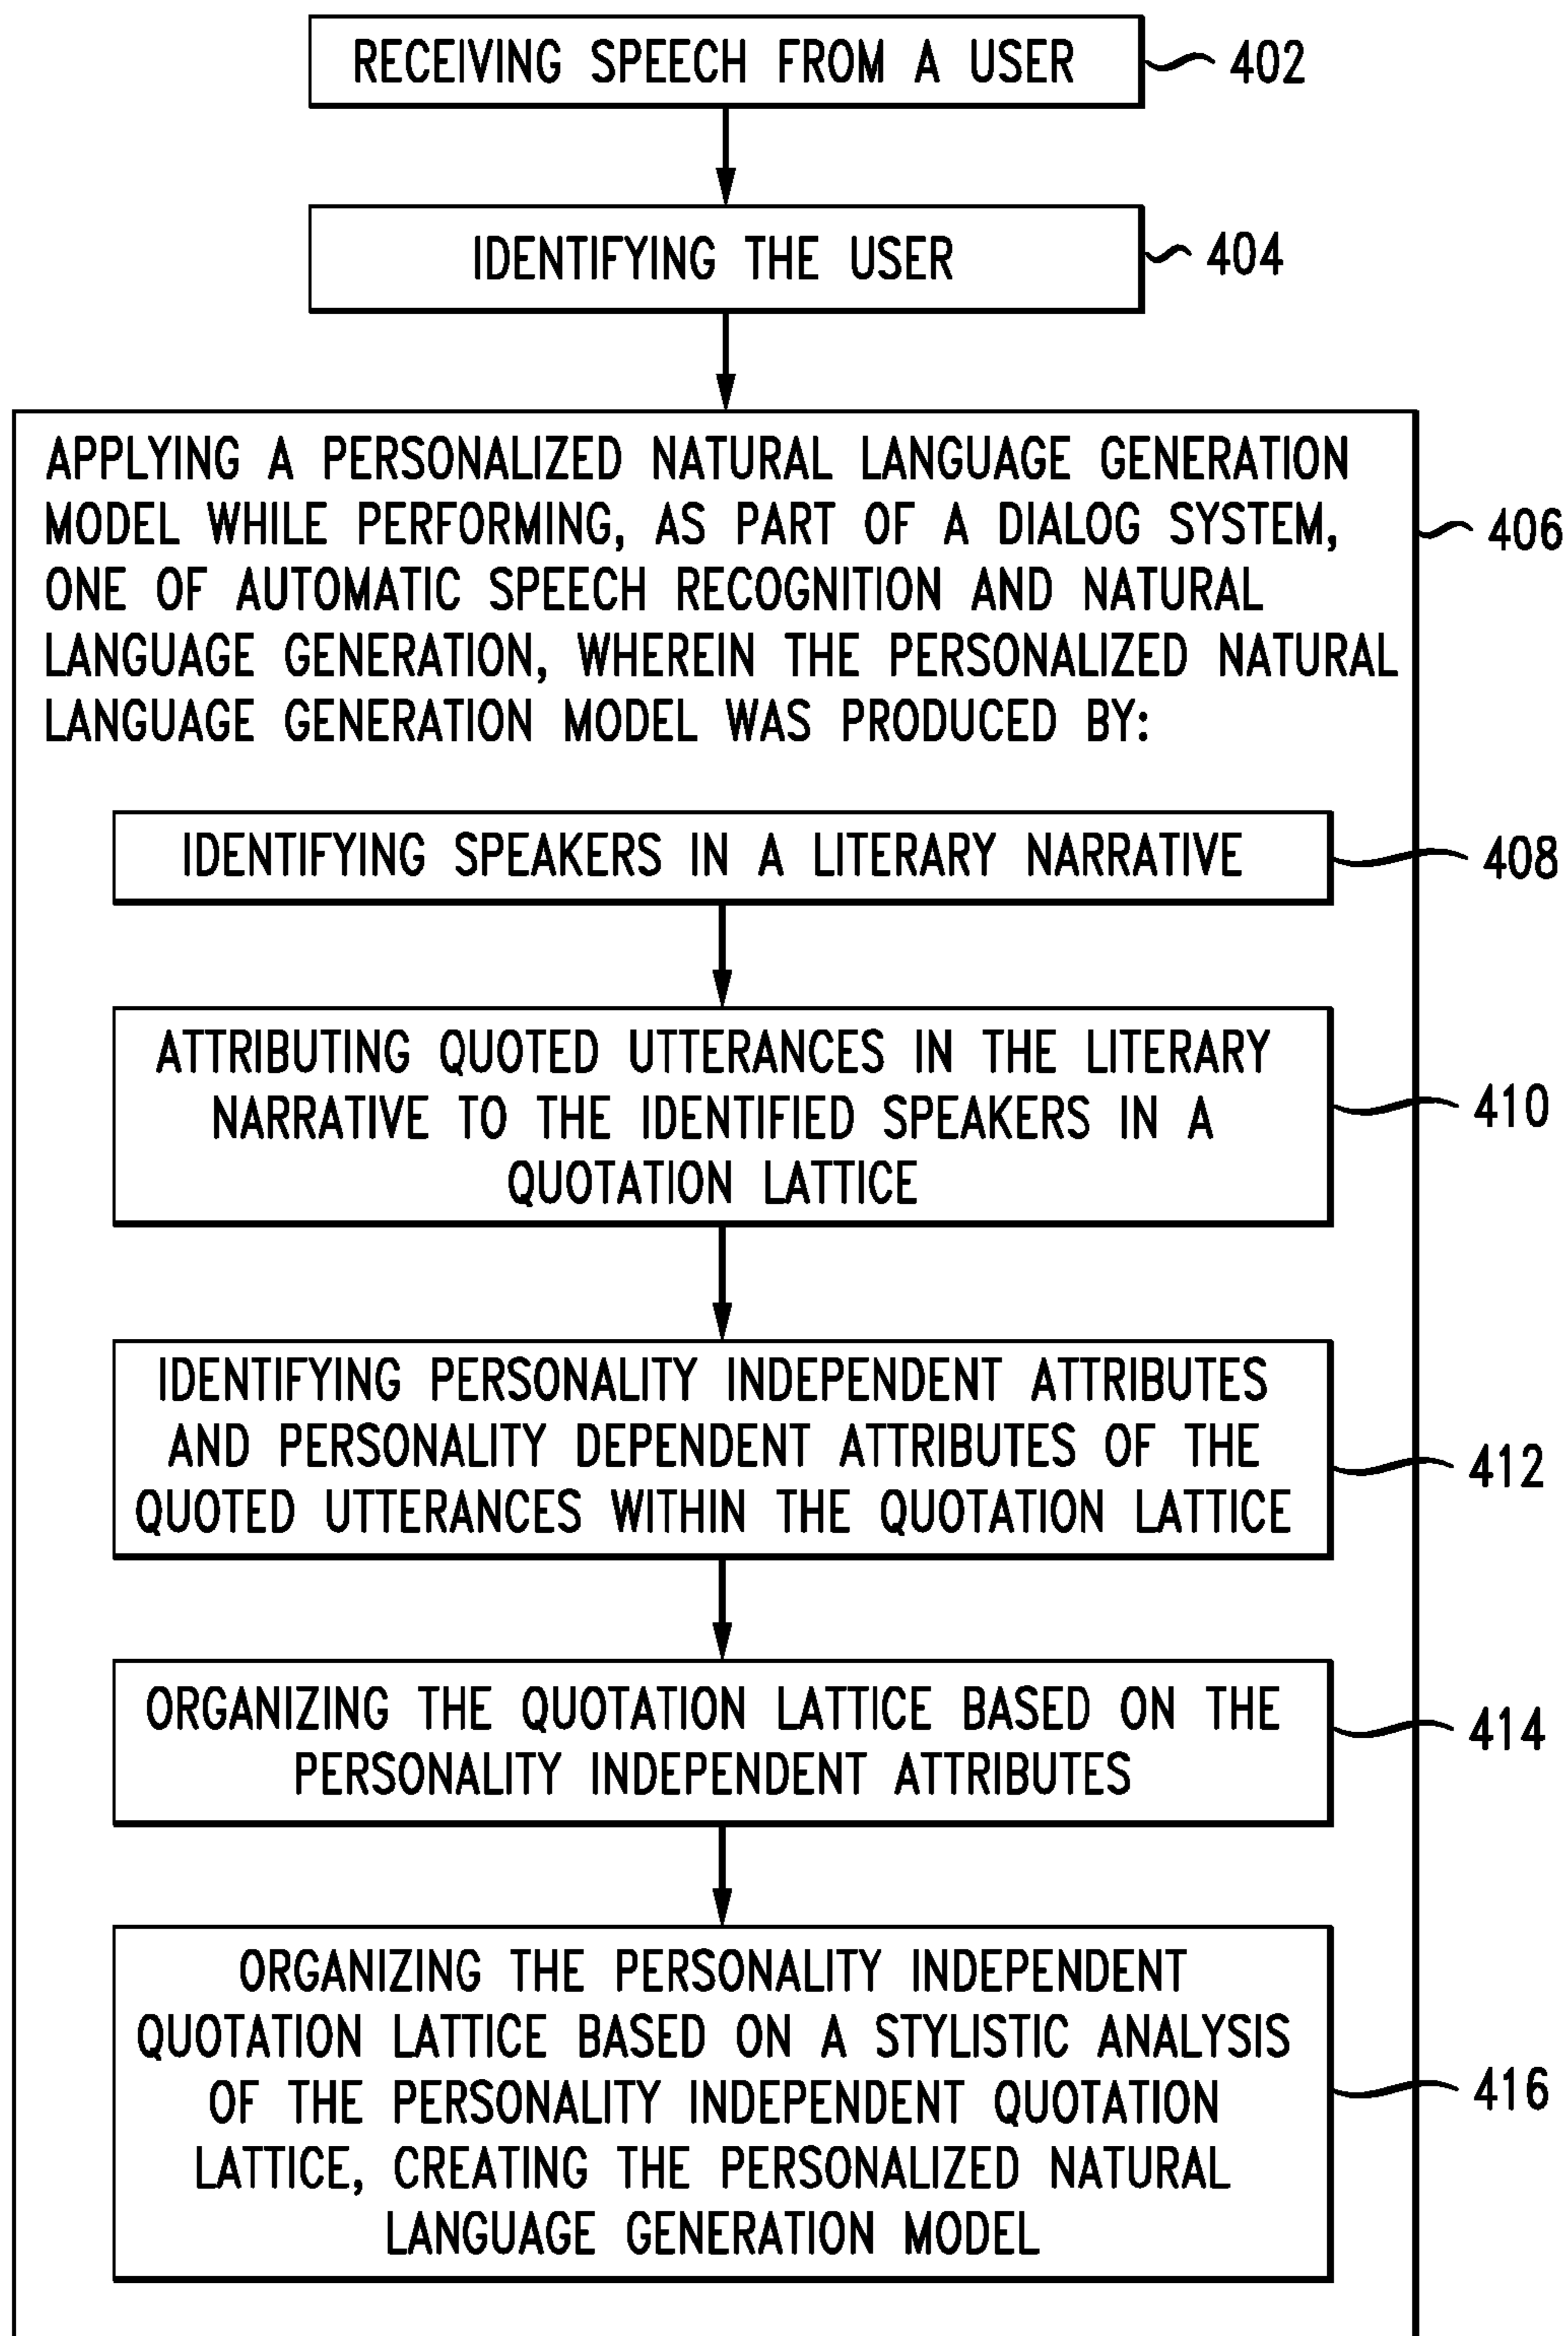 RECEIVING SPEECH FROM A USER
402
IDENTIFYING THE USER
404
APPLYING A PERSONALIZED NATURAL LANGUAGE GENERATION
MODEL WHILE PERFORMING, AS PART OF A DIALOG SYSTEM,
ONE OF AUTOMATIC SPEECH RECOGNITION AND NATURAL
LANGUAGE GENERATION, WHEREIN THE PERSONALIZED NATURAL
LANGUAGE GENERATION MODEL WAS PRODUCED BY:
406
IDENTIFYING SPEAKERS IN A LITERARY NARRATIVE
408
ATTRIBUTING QUOTED UTTERANCES IN THE LITERARY
NARRATIVE TO THE IDENTIFIED SPEAKERS IN A
QUOTATION LATTICE
410
IDENTIFYING PERSONALITY INDEPENDENT ATTRIBUTES
AND PERSONALITY DEPENDENT ATTRIBUTES OF THE
QUOTED UTTERANCES WITHIN THE QUOTATION LATTICE
412
ORGANIZING THE QUOTATION LATTICE BASED ON THE
PERSONALITY INDEPENDENT ATTRIBUTES
414
ORGANIZING THE PERSONALITY INDEPENDENT
QUOTATION LATTICE BASED ON A STYLISTIC ANALYSIS
OF THE PERSONALITY INDEPENDENT QUOTATION
LATTICE, CREATING THE PERSONALIZED NATURAL
LANGUAGE GENERATION MODEL
416